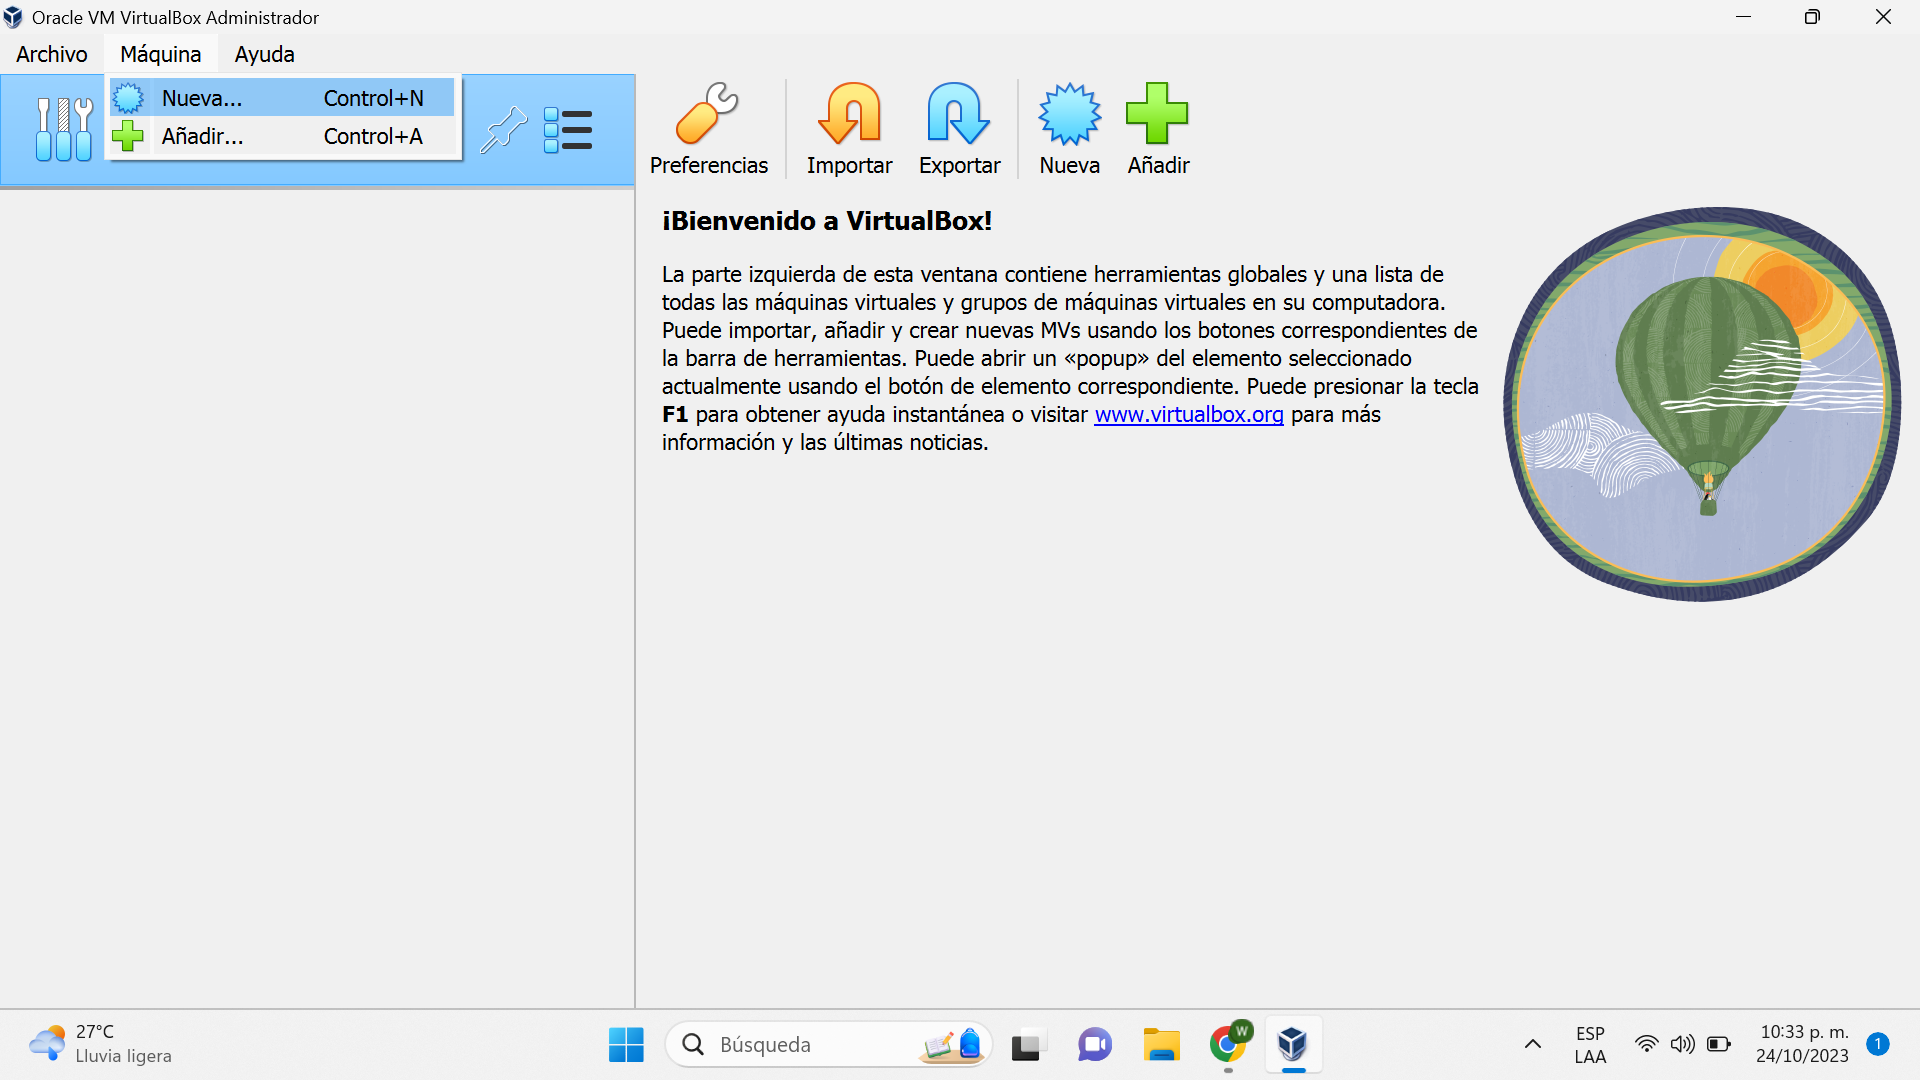 Oracle VM VirtualBox Administrador
Archivo Máquina Ayuda
Nueva... Control+N
Añadir... Control+A
Preferencias Importar Exportar Nueva Añadir
¡Bienvenido a VirtualBox!
La parte izquierda de esta ventana contiene herramientas globales y una lista de
todas las máquinas virtuales y grupos de máquinas virtuales en su computadora.
Puede importar, añadir y crear nuevas MVs usando los botones correspondientes de
la barra de herramientas. Puede abrir un «popup» del elemento seleccionado
actualmente usando el botón de elemento correspondiente. Puede presionar la tecla
F1 para obtener ayuda instantánea o visitar www.virtualbox.org para más
información y las últimas noticias.
27°C
Lluvia ligera
Búsqueda
W
ESP
LAA
10:33 p. m.
24/10/2023
1